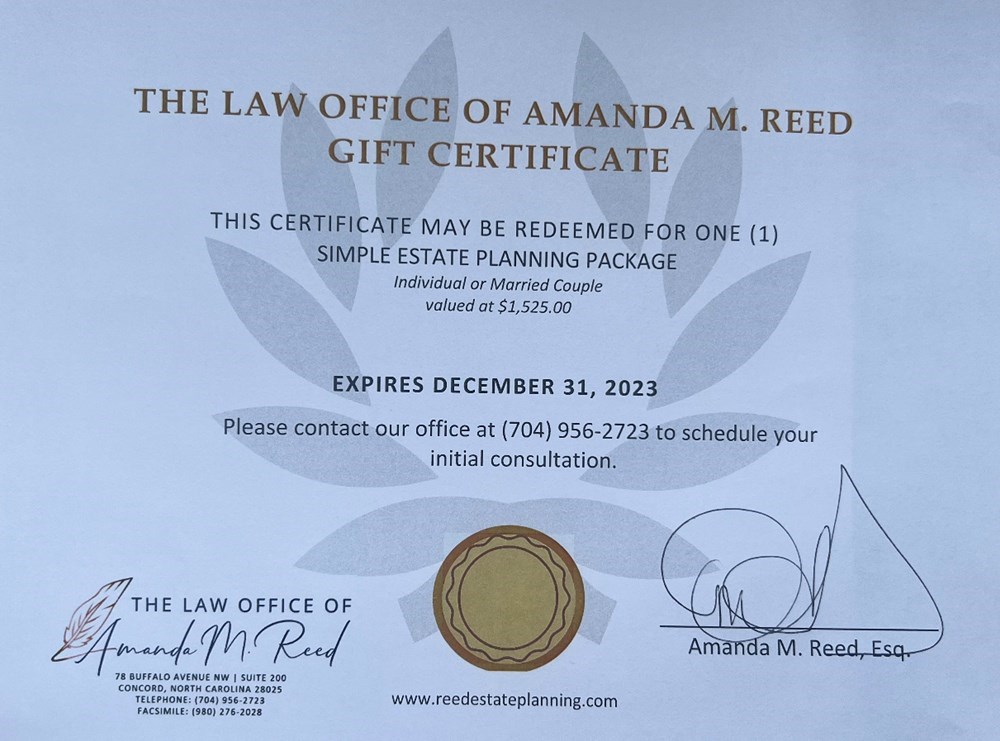 THE LAW OFFICE OF AMANDA M. REED
GIFT CERTIFICATE
THIS CERTIFICATE MAY BE REDEEMED FOR ONE (1)
SIMPLE ESTATE PLANNING PACKAGE
Individual or Married Couple
valued at $1,525.00
EXPIRES DECEMBER 31, 2023
Please contact our office at (704) 956-2723 to schedule your
initial consultation.
THE LAW OFFICE OF
Amanda M. Reed
78 BUFFALO AVENUE NW | SUITE 200
CONCORD, NORTH CAROLINA 28025
TELEPHONE: (704) 956-2723
FACSIMILE: (980) 276-2028
www.reedestateplanning.com
Amanda M. Reed, Esq.